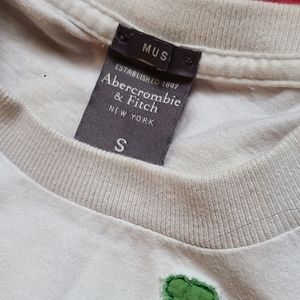 MUS
ESTABLISHED 1892
Abercrombie
& Fitch
NEW YORK
S